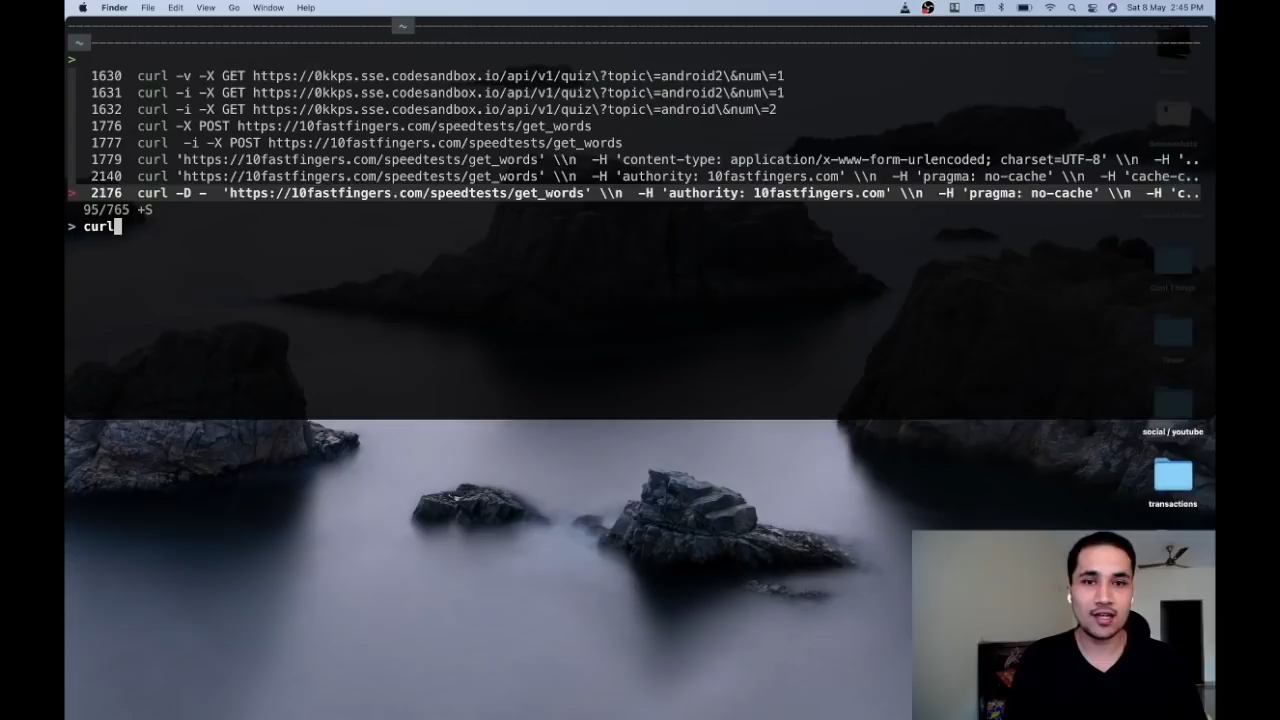 Finder File Edit View Go Window Help Sat 8 May 2:45 PM
~
~
>
1630 curl -v -X GET https://0kkps.sse.codesandbox.io/api/v1/quiz\?topic\=android2\&num\=1
1631 curl -i -X GET https://0kkps.sse.codesandbox.io/api/v1/quiz\?topic\=android2\&num\=1
1632 curl -i -X GET https://0kkps.sse.codesandbox.io/api/v1/quiz\?topic\=android\&num\=2
1776 curl -X POST https://10fastfingers.com/speedtests/get_words
1777 curl  -i -X POST https://10fastfingers.com/speedtests/get_words
1779 curl 'https://10fastfingers.com/speedtests/get_words' \\n  -H 'content-type: application/x-www-form-urlencoded; charset=UTF-8' \\n  -H '..
2140 curl 'https://10fastfingers.com/speedtests/get_words' \\n  -H 'authority: 10fastfingers.com' \\n  -H 'pragma: no-cache' \\n  -H 'cache-c..
> 2176 curl -D -  'https://10fastfingers.com/speedtests/get_words' \\n  -H 'authority: 10fastfingers.com' \\n  -H 'pragma: no-cache' \\n  -H 'c..
95/765 +S
> curl
Screenshots
Cool Things
social / youtube
transactions